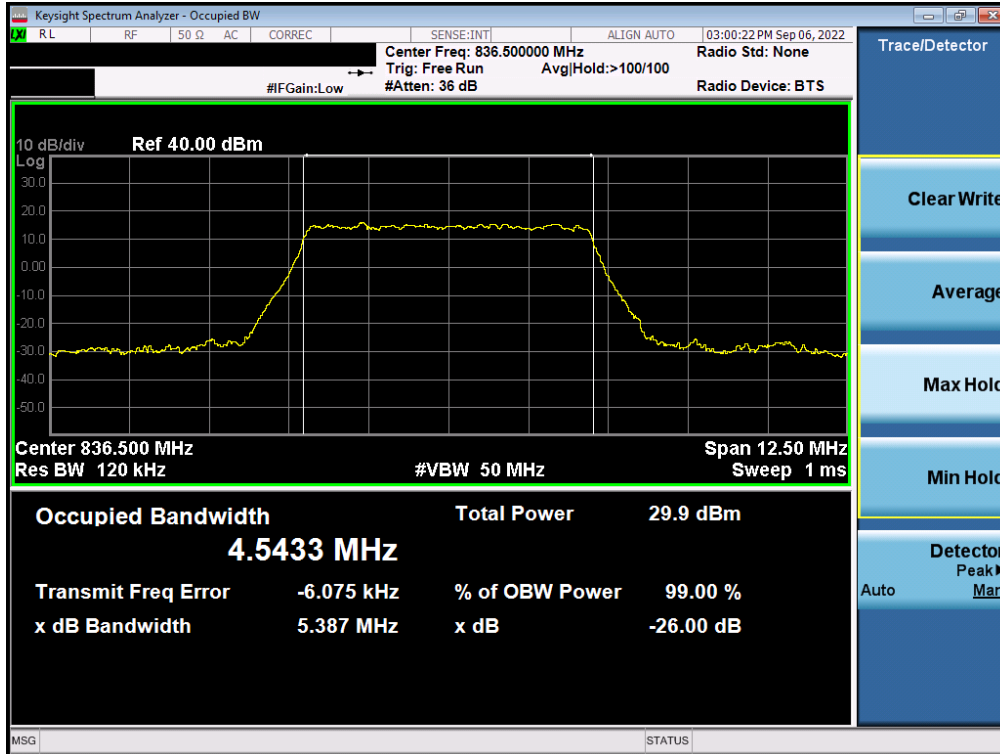 Keysight Spectrum Analyzer - Occupied BW
LXI RL RF 50 Ω AC CORREC SENSE:INT ALIGN AUTO 03:00:22 PM Sep 06, 2022
Center Freq: 836.500000 MHz Radio Std: None
Trig: Free Run Avg|Hold:>100/100
#IFGain:Low #Atten: 36 dB Radio Device: BTS
10 dB/div Ref 40.00 dBm
Log
30.0
20.0
10.0
0.00
-10.0
-20.0
-30.0
-40.0
-50.0
Center 836.500 MHz Span 12.50 MHz
Res BW 120 kHz #VBW 50 MHz Sweep 1 ms
Occupied Bandwidth Total Power 29.9 dBm
4.5433 MHz
Transmit Freq Error -6.075 kHz % of OBW Power 99.00 %
x dB Bandwidth 5.387 MHz x dB -26.00 dB
MSG STATUS
Trace/Detector
Clear Write
Average
Max Hold
Min Hold
Detector
Peak
Auto Man